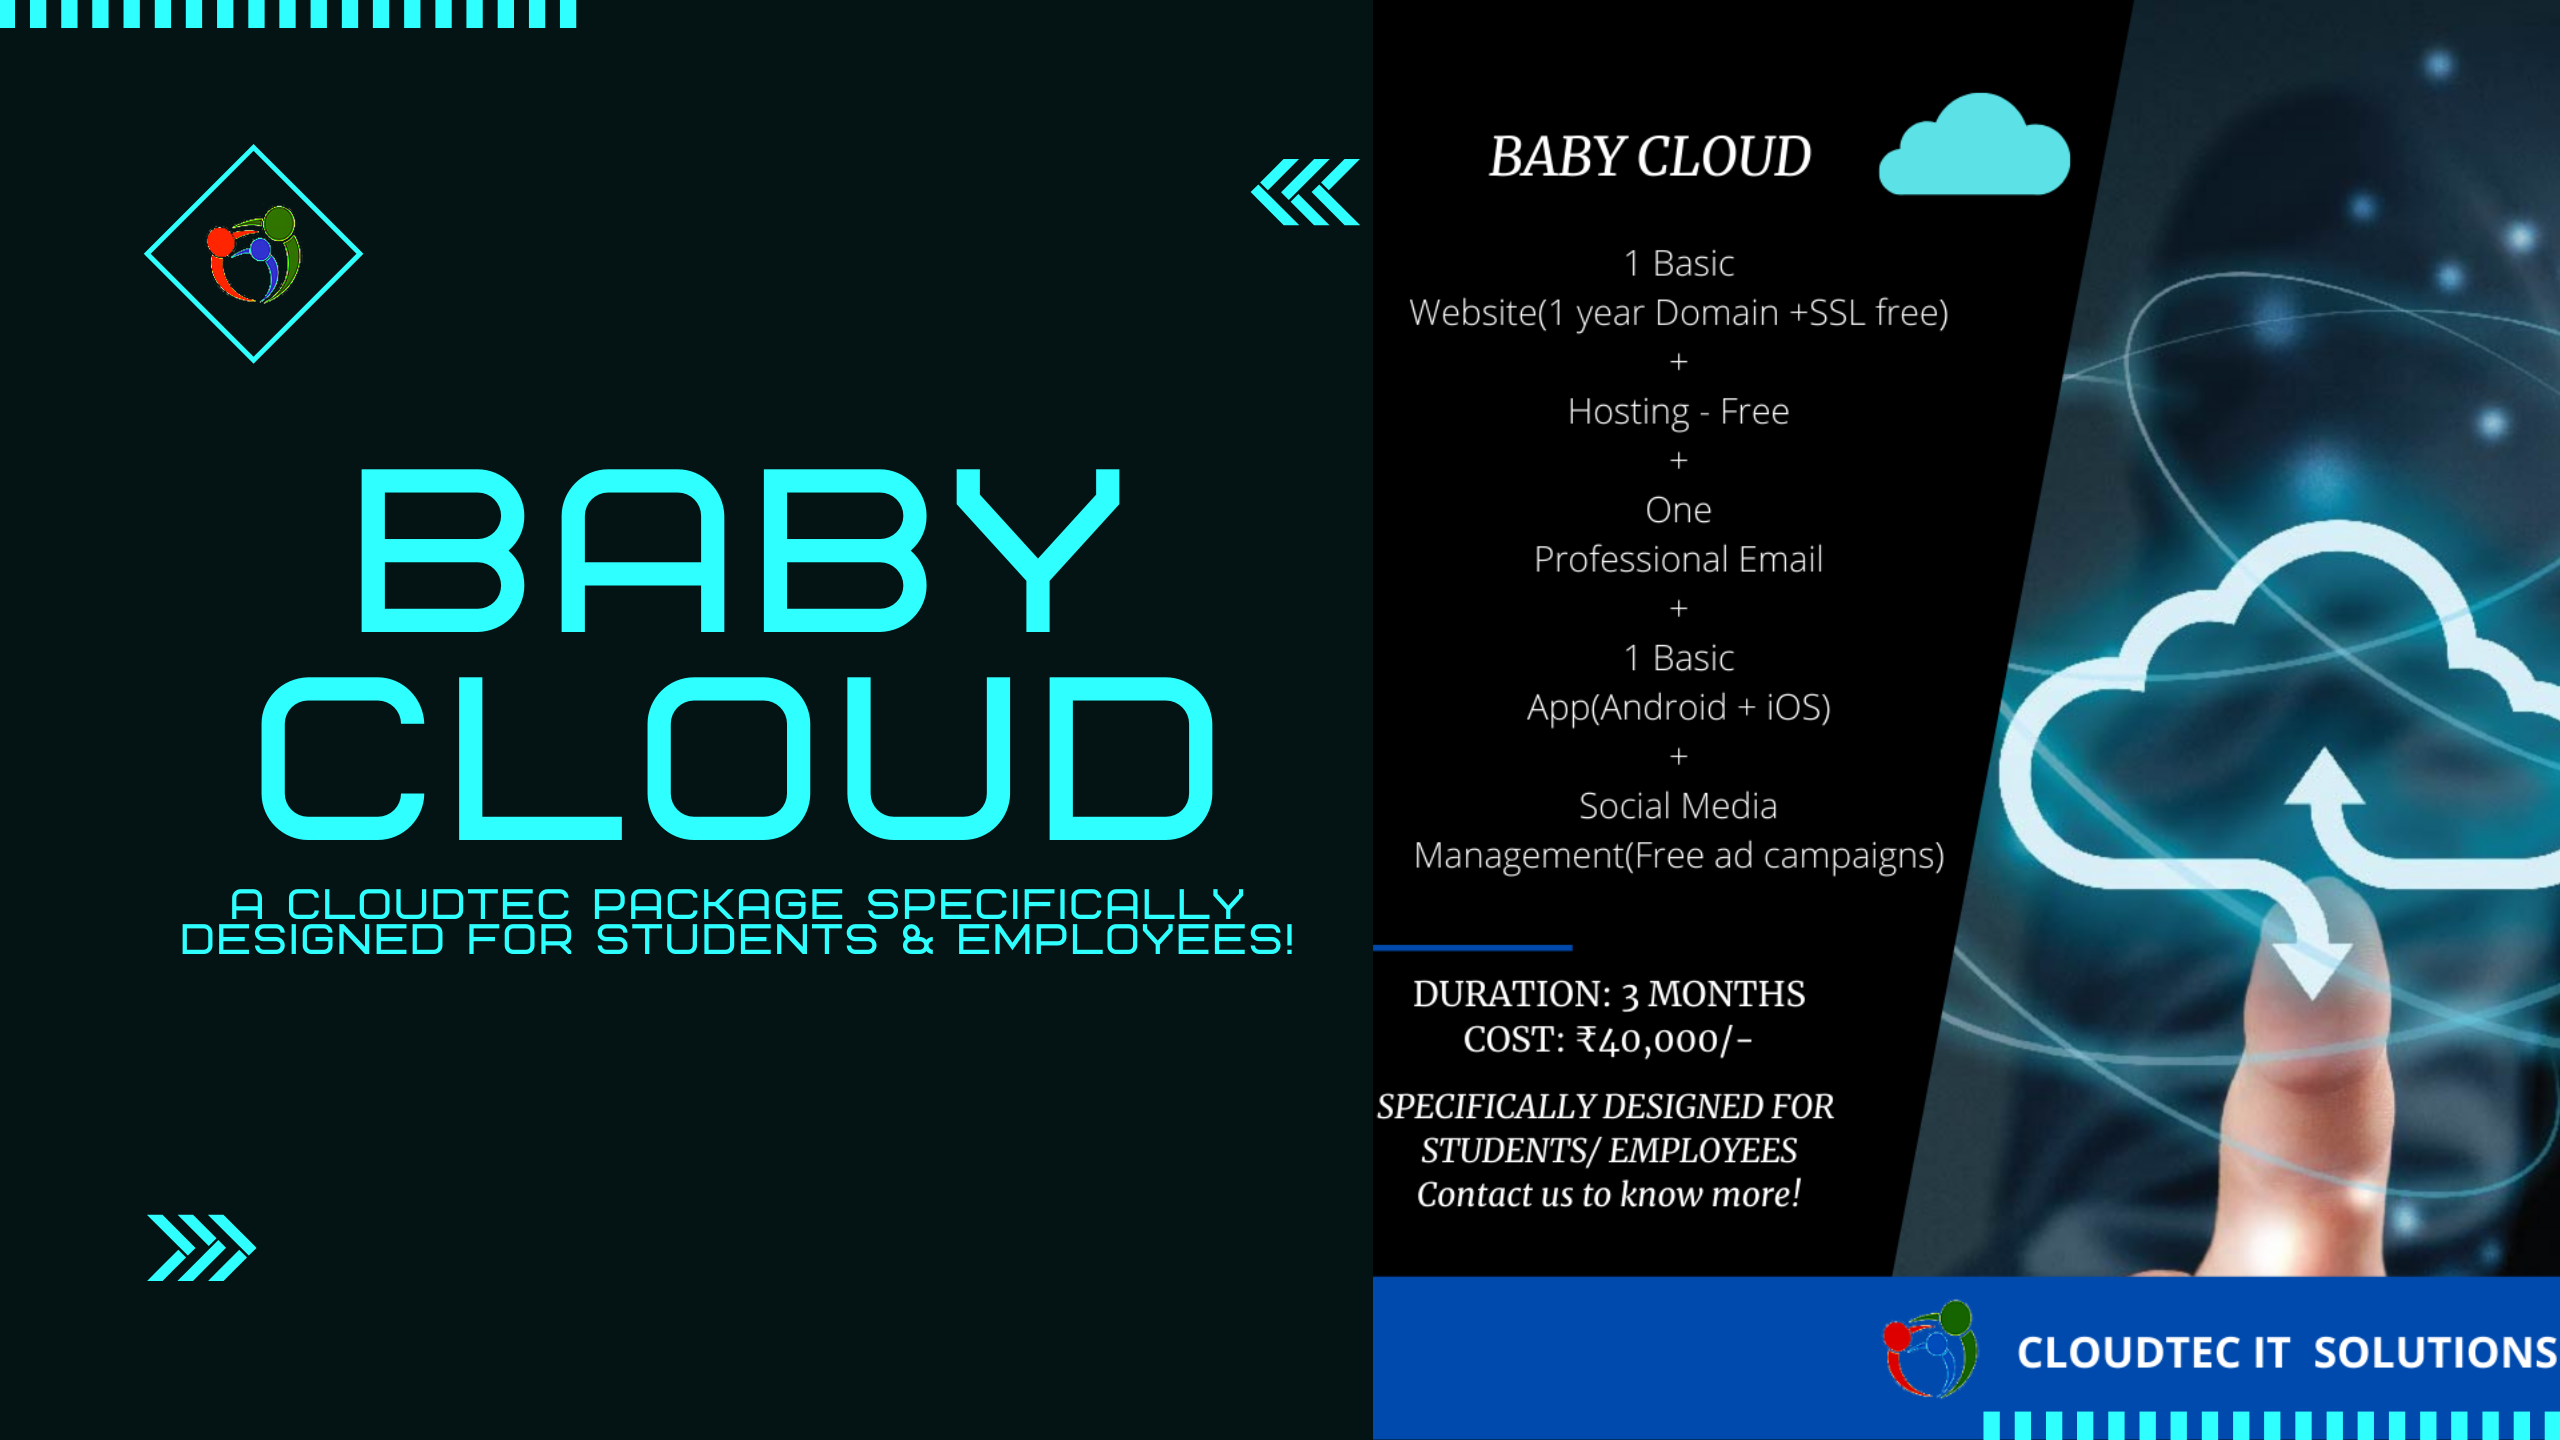 BABY
CLOUD
A CLOUDTEC PACKAGE SPECIFICALLY
DESIGNED FOR STUDENTS & EMPLOYEES!
BABY CLOUD
1 Basic
Website(1 year Domain +SSL free)
+
Hosting - Free
+
One
Professional Email
+
1 Basic
App(Android + iOS)
+
Social Media
Management(Free ad campaigns)
DURATION: 3 MONTHS
COST: ₹40,000/-
SPECIFICALLY DESIGNED FOR
STUDENTS/ EMPLOYEES
Contact us to know more!
CLOUDTEC IT SOLUTIONS